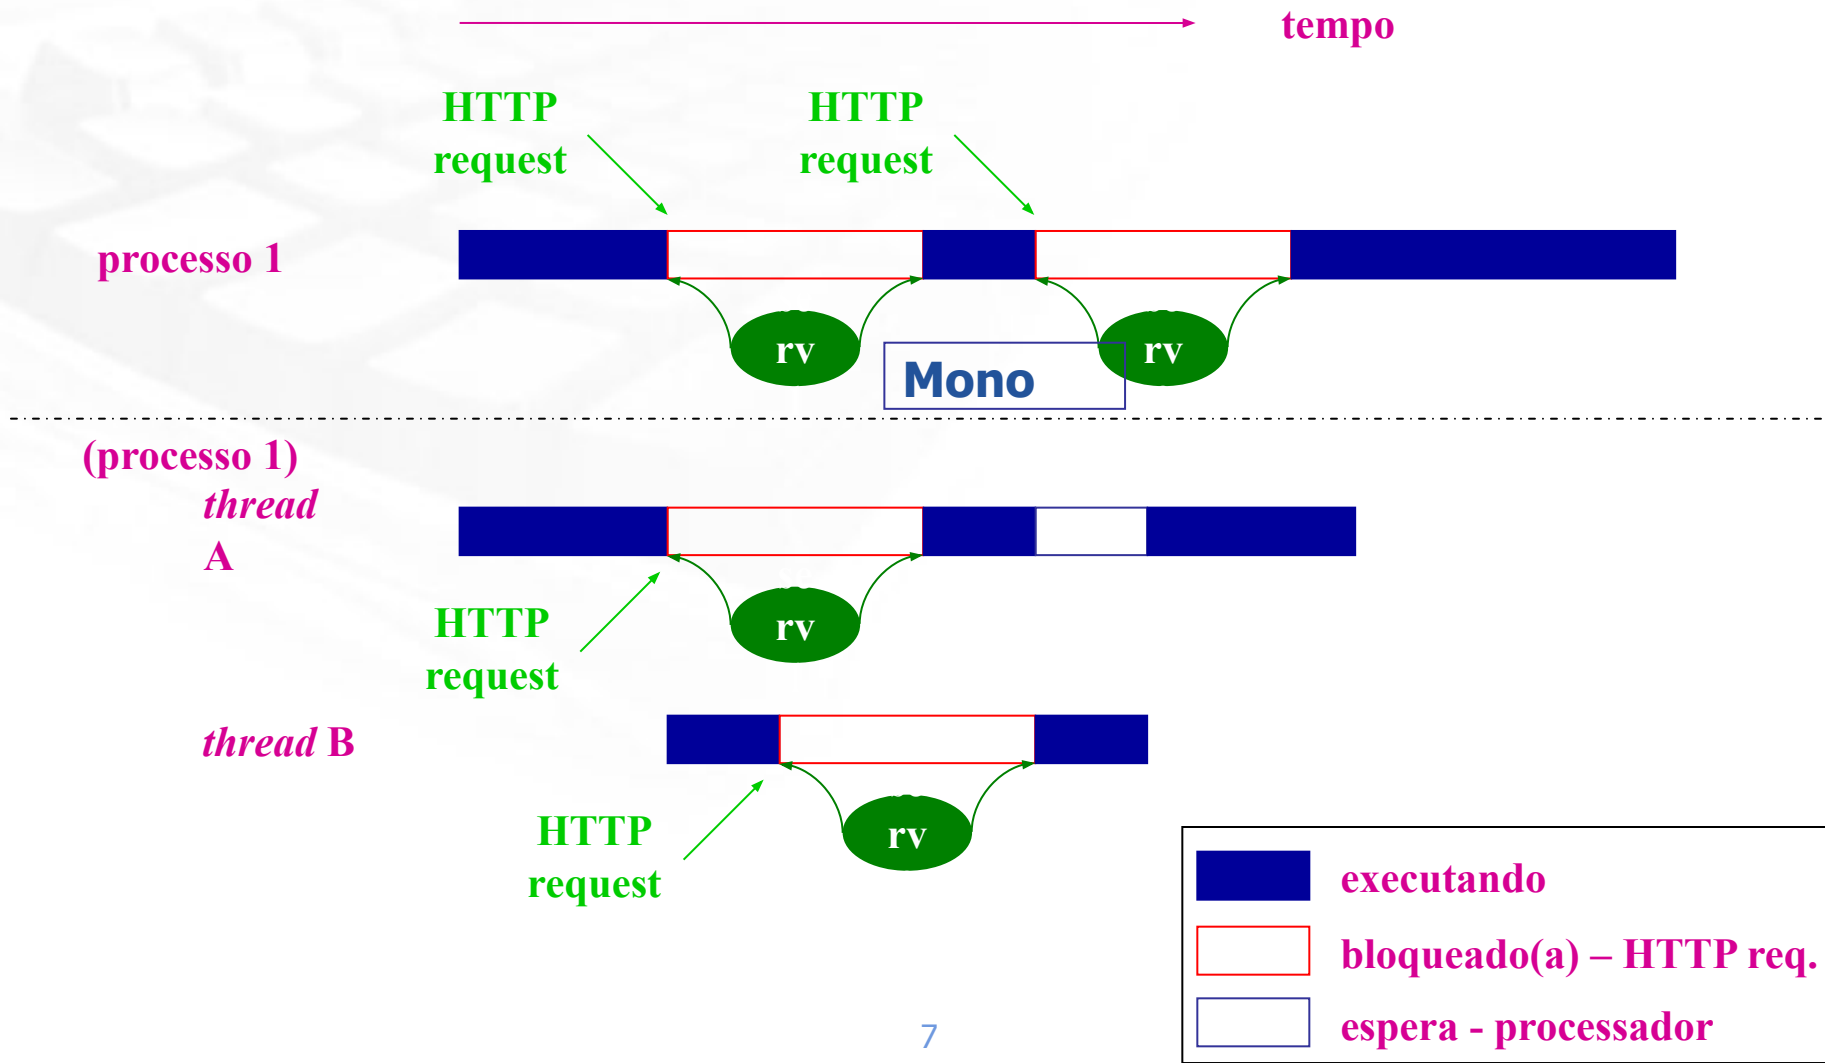 tempo
HTTP
request
HTTP
request
processo 1
rv
rv
Mono
(processo 1)
thread
A
HTTP
request
rv
thread B
HTTP
request
rv
executando
bloqueado(a) – HTTP req.
espera - processador
7